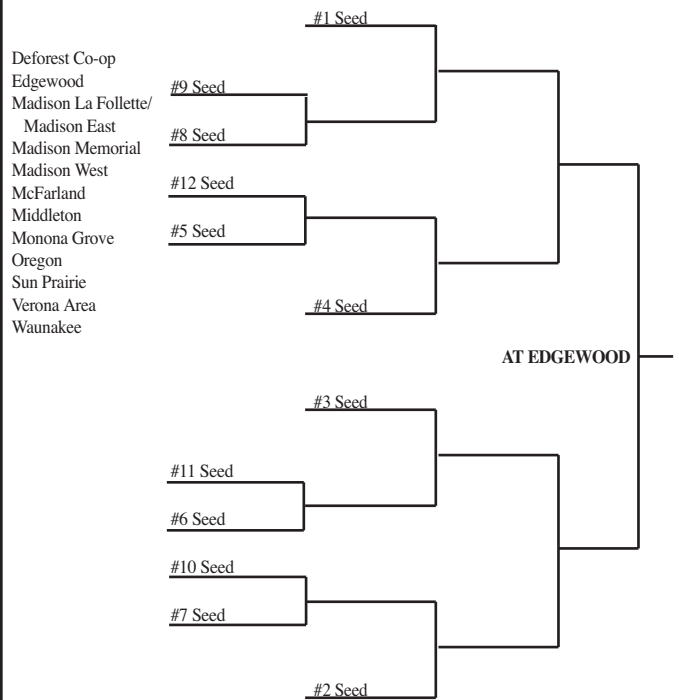 Deforest Co-op
Edgewood
Madison La Follette/
Madison East
Madison Memorial
Madison West
McFarland
Middleton
Monona Grove
Oregon
Sun Prairie
Verona Area
Waunakee
#1 Seed
#9 Seed
#8 Seed
#12 Seed
#5 Seed
#4 Seed
AT EDGEWOOD
#3 Seed
#11 Seed
#6 Seed
#10 Seed
#7 Seed
#2 Seed